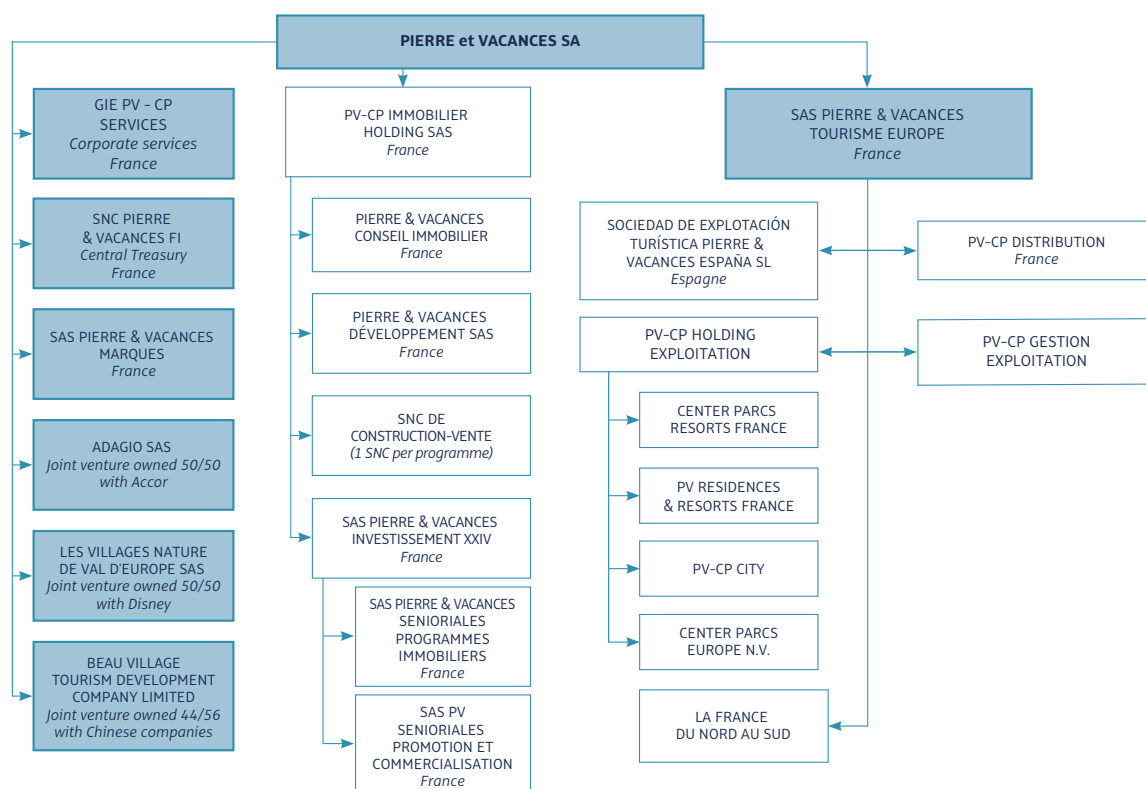 PIERRE et VACANCES SA
GIE PV - CP
SERVICES
Corporate services
France
SNC PIERRE
& VACANCES FI
Central Treasury
France
SAS PIERRE & VACANCES
MARQUES
France
ADAGIO SAS
Joint venture owned 50/50
with Accor
LES VILLAGES NATURE
DE VAL D'EUROPE SAS
Joint venture owned 50/50
with Disney
BEAU VILLAGE
TOURISM DEVELOPMENT
COMPANY LIMITED
Joint venture owned 44/56
with Chinese companies
PV-CP IMMOBILIER
HOLDING SAS
France
PIERRE & VACANCES
CONSEIL IMMOBILIER
France
PIERRE & VACANCES
DÉVELOPPEMENT SAS
France
SNC DE
CONSTRUCTION-VENTE
(1 SNC per programme)
SAS PIERRE & VACANCES
INVESTISSEMENT XXIV
France
SAS PIERRE & VACANCES
SENIORIALES
PROGRAMMES
IMMOBILIERS
France
SAS PV
SENIORIALES
PROMOTION ET
COMMERCIALISATION
France
SAS PIERRE & VACANCES
TOURISME EUROPE
France
SOCIEDAD DE EXPLOTACIÓN
TURÍSTICA PIERRE &
VACANCES ESPAÑA SL
Espagne
PV-CP DISTRIBUTION
France
PV-CP HOLDING
EXPLOITATION
PV-CP GESTION
EXPLOITATION
CENTER PARCS
RESORTS FRANCE
PV RESIDENCES
& RESORTS FRANCE
PV-CP CITY
CENTER PARCS
EUROPE N.V.
LA FRANCE
DU NORD AU SUD